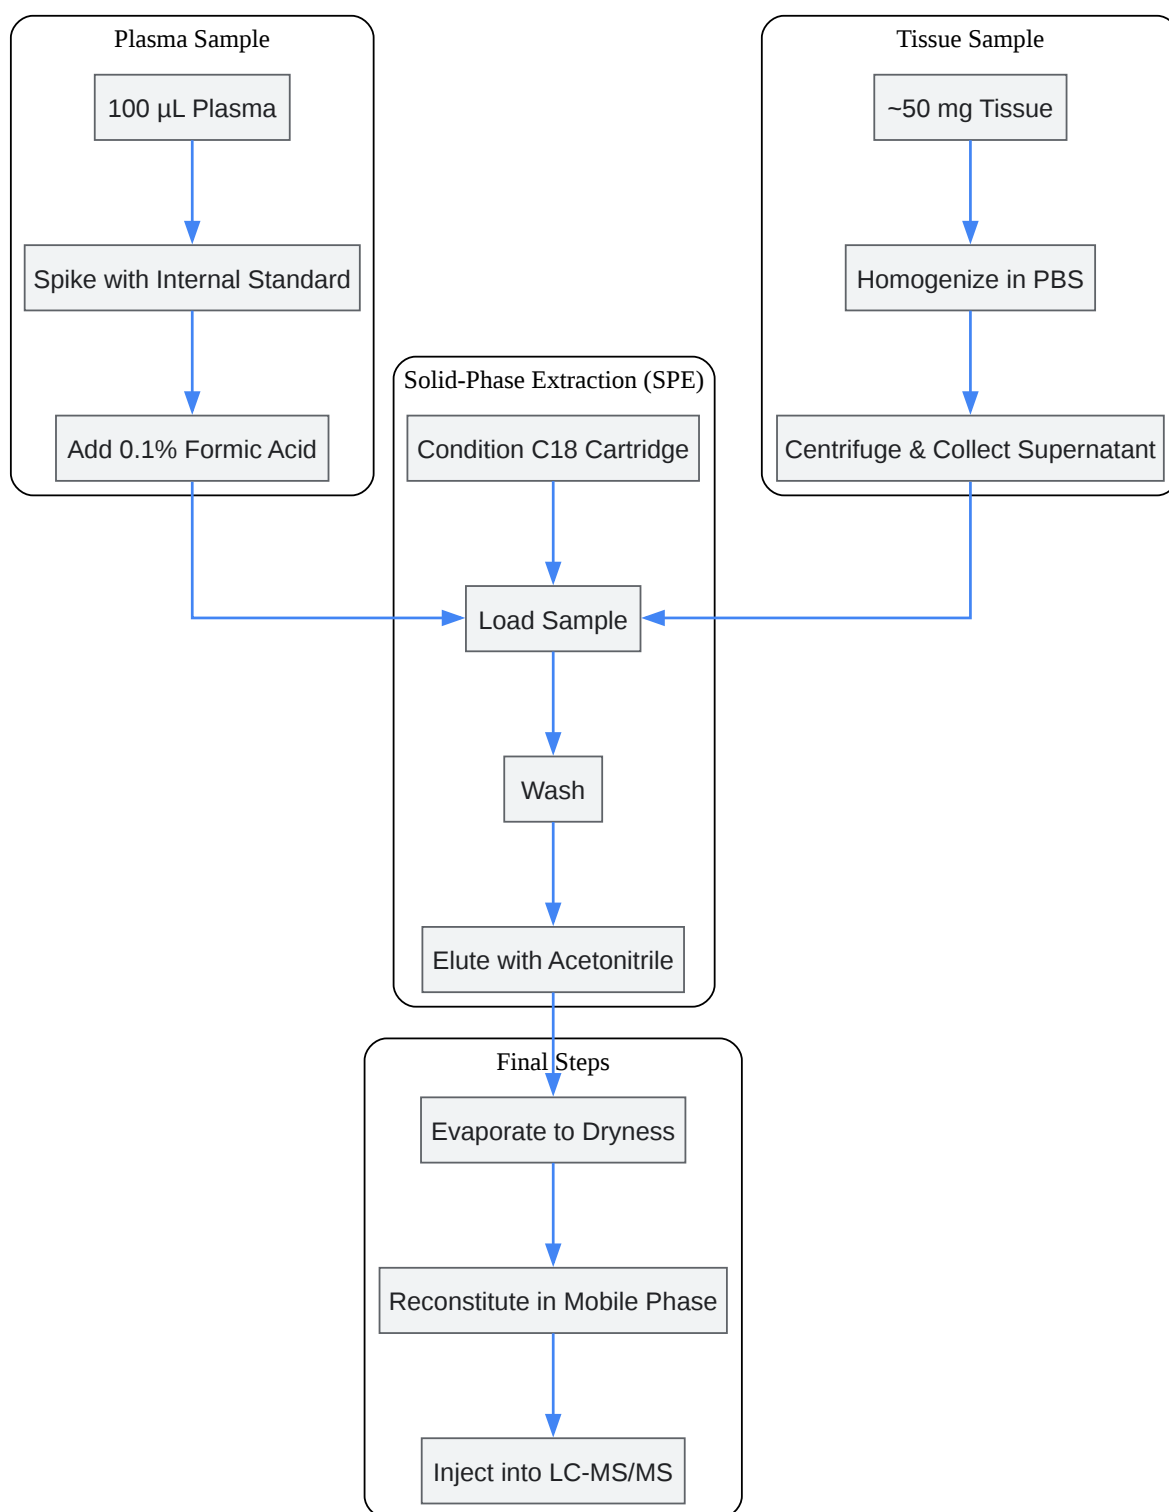 Plasma Sample
100 µL Plasma
Spike with Internal Standard
Add 0.1% Formic Acid
Tissue Sample
~50 mg Tissue
Homogenize in PBS
Centrifuge & Collect Supernatant
Solid-Phase Extraction (SPE)
Condition C18 Cartridge
Load Sample
Wash
Elute with Acetonitrile
Final Steps
Evaporate to Dryness
Reconstitute in Mobile Phase
Inject into LC-MS/MS